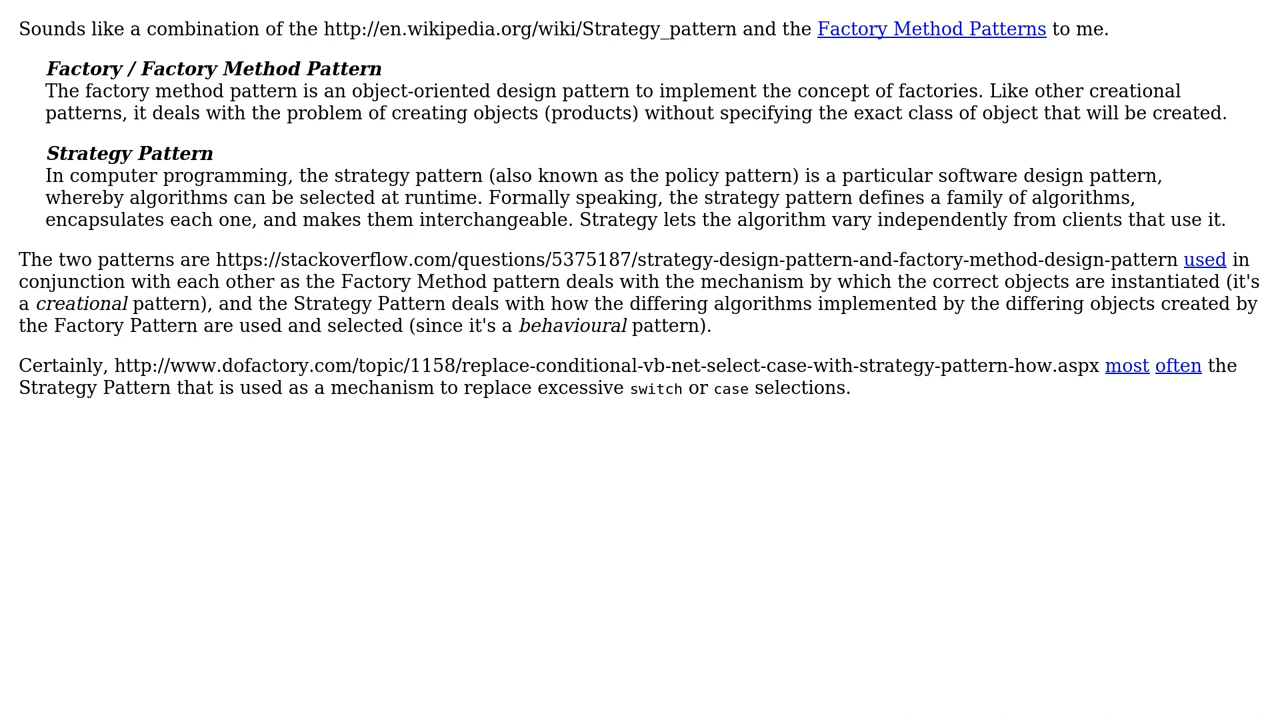 Sounds like a combination of the http://en.wikipedia.org/wiki/Strategy_pattern and the Factory Method Patterns to me.
Factory / Factory Method Pattern
The factory method pattern is an object-oriented design pattern to implement the concept of factories. Like other creational
patterns, it deals with the problem of creating objects (products) without specifying the exact class of object that will be created.
Strategy Pattern
In computer programming, the strategy pattern (also known as the policy pattern) is a particular software design pattern,
whereby algorithms can be selected at runtime. Formally speaking, the strategy pattern defines a family of algorithms,
encapsulates each one, and makes them interchangeable. Strategy lets the algorithm vary independently from clients that use it.
The two patterns are https://stackoverflow.com/questions/5375187/strategy-design-pattern-and-factory-method-design-pattern used in
conjunction with each other as the Factory Method pattern deals with the mechanism by which the correct objects are instantiated (it's
a creational pattern), and the Strategy Pattern deals with how the differing algorithms implemented by the differing objects created by
the Factory Pattern are used and selected (since it's a behavioural pattern).
Certainly, http://www.dofactory.com/topic/1158/replace-conditional-vb-net-select-case-with-strategy-pattern-how.aspx most often the
Strategy Pattern that is used as a mechanism to replace excessive switch or case selections.